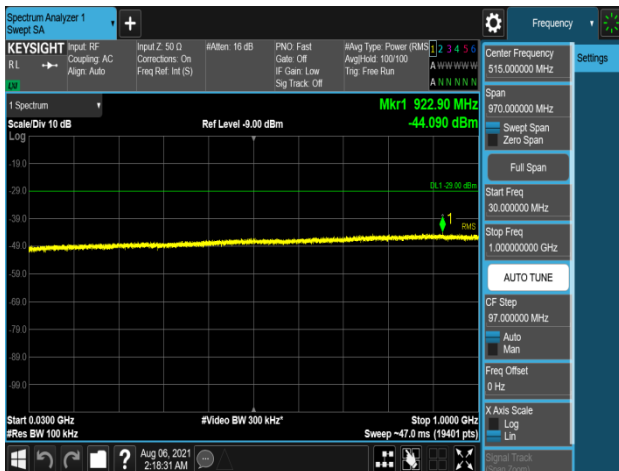 Spectrum Analyzer 1
Swept SA
+
Frequency
KEYSIGHT
RL
LXI
Input: RF
Coupling: AC
Align: Auto
Input Z: 50 Ω
Corrections: On
Freq Ref: Int (S)
#Atten: 16 dB
PNO: Fast
Gate: Off
IF Gain: Low
Sig Track: Off
#Avg Type: Power (RMS
Avg|Hold: 100/100
Trig: Free Run
1 2 3 4 5 6
A W W W W W
A N N N N N
1 Spectrum
Mkr1 922.90 MHz
Scale/Div 10 dB
Ref Level -9.00 dBm
-44.090 dBm
Log
-19.0
-29.0
DL1 -29.00 dBm
-39.0
1
RMS
-49.0
-59.0
-69.0
-79.0
-89.0
-99.0
Start 0.0300 GHz
#Video BW 300 kHz*
Stop 1.0000 GHz
#Res BW 100 kHz
Sweep ~47.0 ms (19401 pts)
?
Aug 06, 2021
2:18:31 AM
Settings
Center Frequency
515.000000 MHz
Span
970.000000 MHz
Swept Span
Zero Span
Full Span
Start Freq
30.000000 MHz
Stop Freq
1.000000000 GHz
AUTO TUNE
CF Step
97.000000 MHz
Auto
Man
Freq Offset
0 Hz
X Axis Scale
Log
Lin
Signal Track
(Span Zoom)